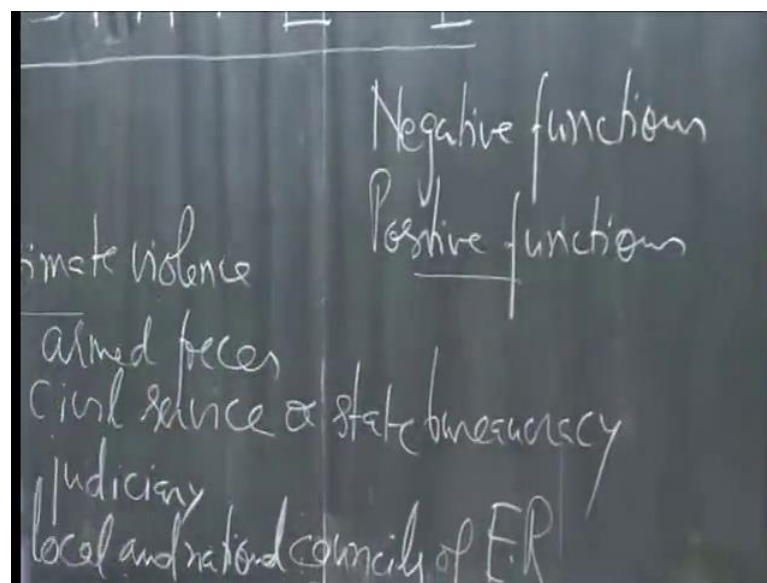 Negative functions
Positive functions
imate violence
armed forces
Civil service or state bureaucracy
judiciary
local and national councils of E.R